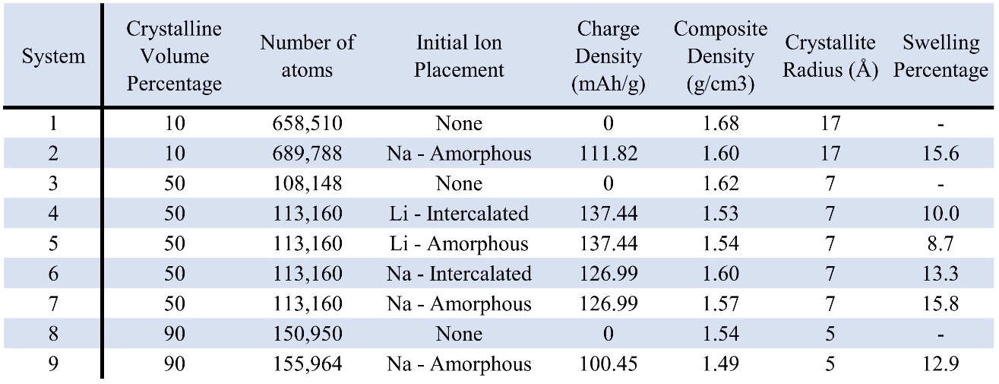 System | Crystalline Volume Percentage | Number of atoms | Initial Ion Placement | Charge Density (mAh/g) | Composite Density (g/cm3) | Crystallite Radius (Å) | Swelling Percentage
1 | 10 | 658,510 | None | 0 | 1.68 | 17 | -
2 | 10 | 689,788 | Na - Amorphous | 111.82 | 1.60 | 17 | 15.6
3 | 50 | 108,148 | None | 0 | 1.62 | 7 | -
4 | 50 | 113,160 | Li - Intercalated | 137.44 | 1.53 | 7 | 10.0
5 | 50 | 113,160 | Li - Amorphous | 137.44 | 1.54 | 7 | 8.7
6 | 50 | 113,160 | Na - Intercalated | 126.99 | 1.60 | 7 | 13.3
7 | 50 | 113,160 | Na - Amorphous | 126.99 | 1.57 | 7 | 15.8
8 | 90 | 150,950 | None | 0 | 1.54 | 5 | -
9 | 90 | 155,964 | Na - Amorphous | 100.45 | 1.49 | 5 | 12.9